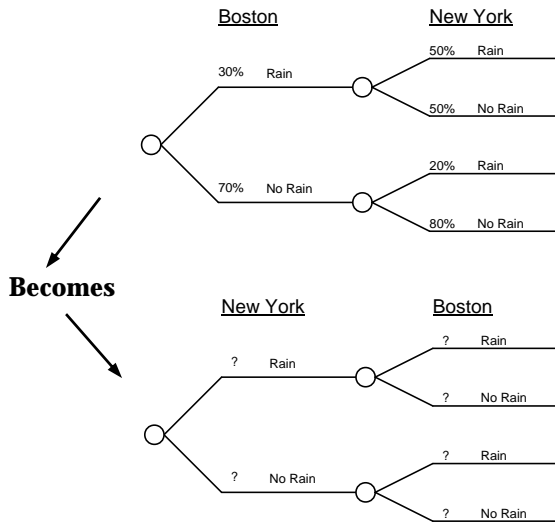 Boston New York
50% Rain
30% Rain
50% No Rain
20% Rain
70% No Rain
80% No Rain
Becomes
New York Boston
? Rain
? Rain
? No Rain
? Rain
? No Rain
? No Rain